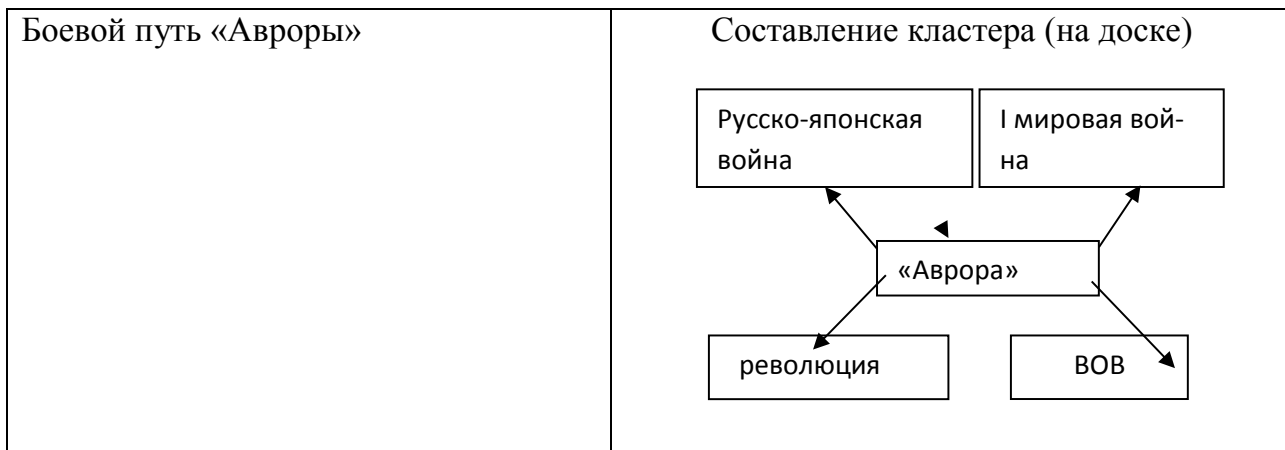 Боевой путь «Авроры»
Составление кластера (на доске)
Русско-японская
война
I мировая вой-
на
«Аврора»
революция
ВОВ